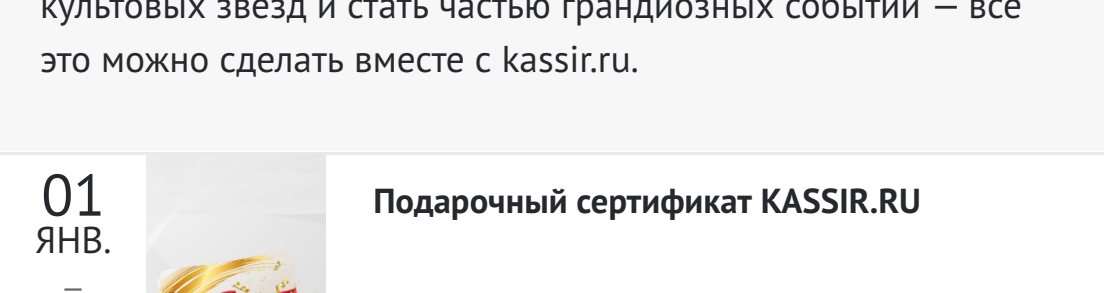 культовых звезд и стать частью грандиозных событий — все
это можно сделать вместе с kassir.ru.
01
ЯНВ.
–
Подарочный сертификат KASSIR.RU